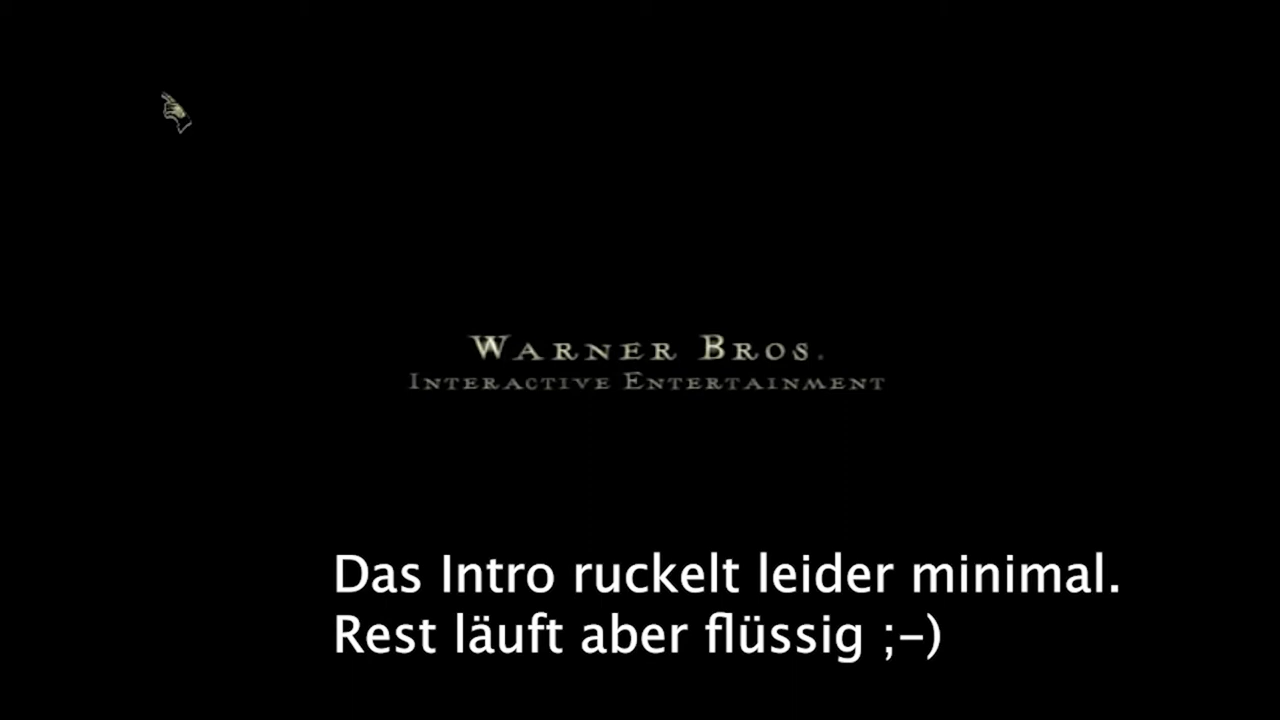 WARNER BROS.
INTERACTIVE ENTERTAINMENT
Das Intro ruckelt leider minimal.
Rest läuft aber flüssig ;-)